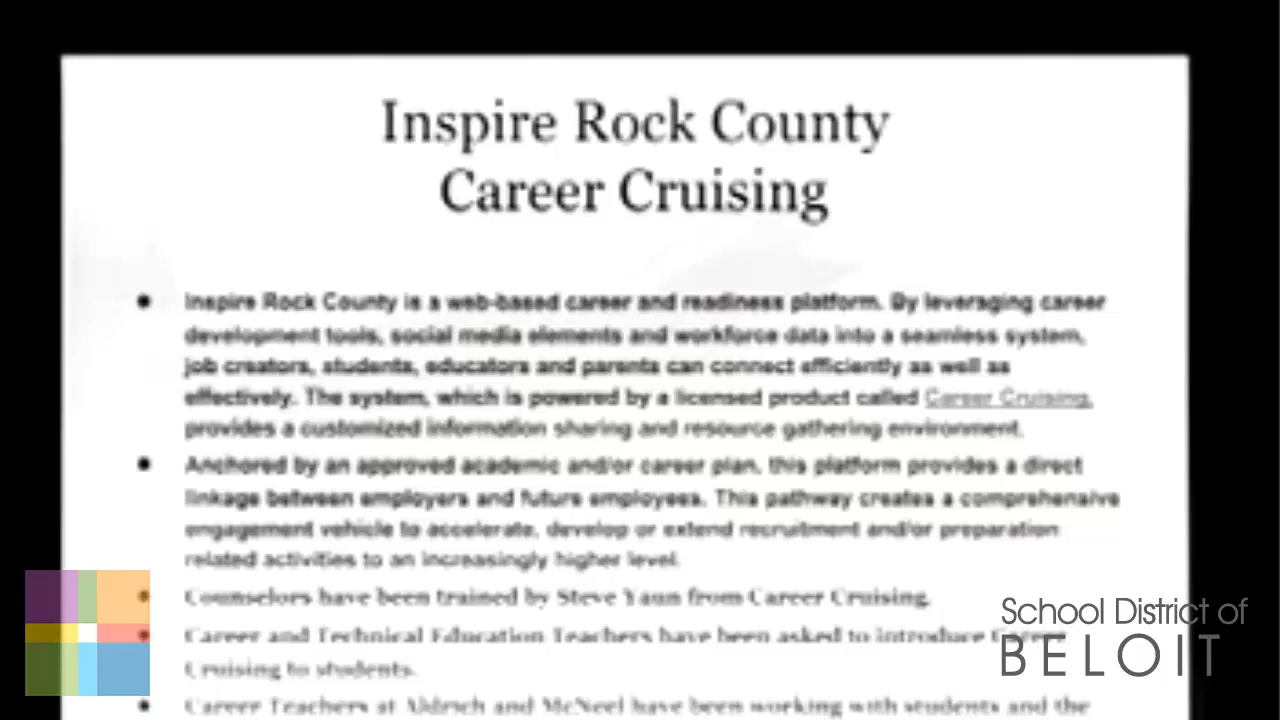 Inspire Rock County
Career Cruising
● Inspire Rock County is a web-based career and readiness platform. By leveraging career
development tools, social media elements and workforce data into a seamless system,
job creators, students, educators and parents can connect efficiently as well as
effectively. The system, which is powered by a licensed product called Career Cruising,
provides a customized information sharing and resource gathering environment.
● Anchored by an approved academic and/or career plan, this platform provides a direct
linkage between employers and future employees. This pathway creates a comprehensive
engagement vehicle to accelerate, develop or extend recruitment and/or preparation
related activities to an increasingly higher level.
● Counselors have been trained by Steve Yaun from Career Cruising.
● Career and Technical Education Teachers have been asked to introduce Career
Cruising to students.
● Career Teachers at Aldrich and McNeel have been working with students and the
School District of
BELOIT